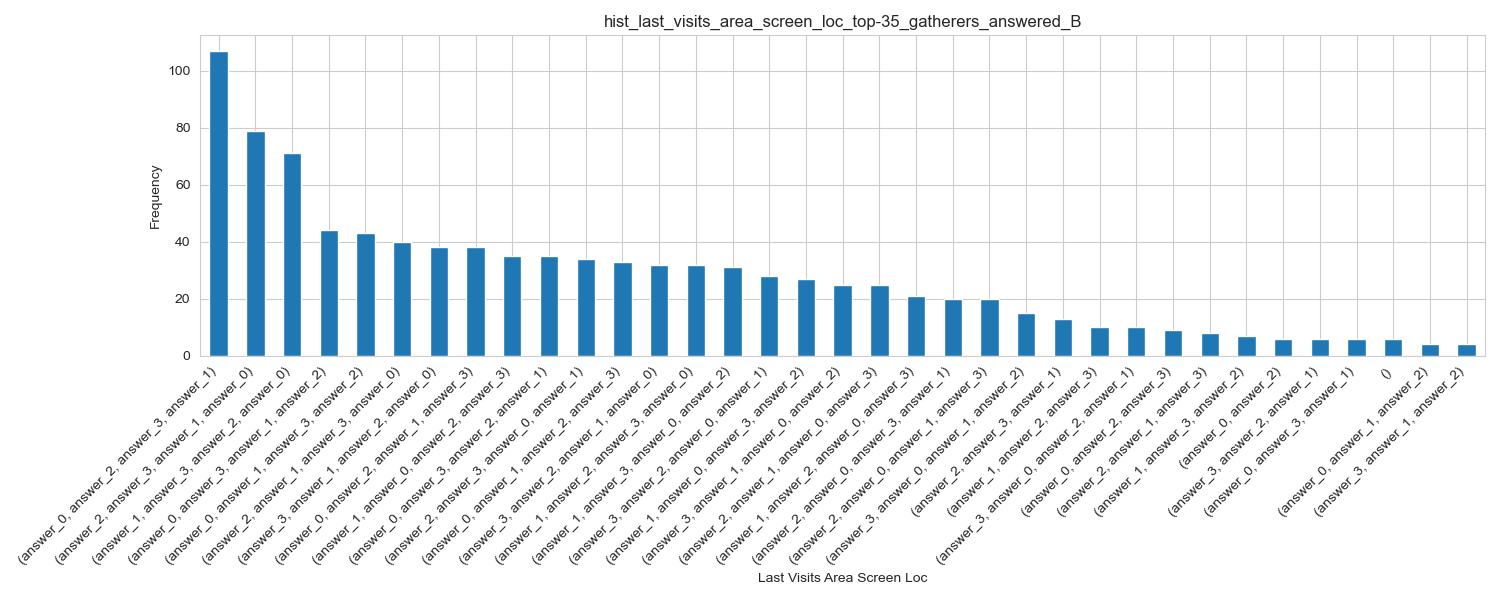 hist_last_visits_area_screen_loc_top-35_gatherers_answered_B
Frequency
100
80
60
40
20
0
(answer_0, answer_2, answer_3, answer_1)
(answer_2, answer_3, answer_1, answer_0)
(answer_1, answer_3, answer_2, answer_0)
(answer_0, answer_3, answer_1, answer_2)
(answer_0, answer_1, answer_3, answer_2)
(answer_2, answer_1, answer_3, answer_0)
(answer_3, answer_1, answer_2, answer_0)
(answer_0, answer_2, answer_1, answer_3)
(answer_1, answer_0, answer_2, answer_3)
(answer_0, answer_3, answer_2, answer_1)
(answer_2, answer_3, answer_0, answer_1)
(answer_0, answer_1, answer_2, answer_3)
(answer_3, answer_2, answer_1, answer_0)
(answer_1, answer_2, answer_3, answer_0)
(answer_1, answer_3, answer_0, answer_2)
(answer_3, answer_2, answer_0, answer_1)
(answer_1, answer_0, answer_3, answer_2)
(answer_3, answer_1, answer_0, answer_2)
(answer_2, answer_1, answer_0, answer_3)
(answer_1, answer_2, answer_0, answer_3)
(answer_2, answer_0, answer_3, answer_1)
(answer_2, answer_0, answer_1, answer_3)
(answer_3, answer_0, answer_1, answer_2)
(answer_2, answer_3, answer_1)
(answer_1, answer_2, answer_3)
(answer_3, answer_0, answer_2, answer_1)
(answer_0, answer_2, answer_3)
(answer_2, answer_1, answer_3)
(answer_1, answer_3, answer_2)
(answer_0, answer_2)
(answer_3, answer_2, answer_1)
(answer_0, answer_3, answer_1)
()
(answer_0, answer_1, answer_2)
(answer_3, answer_1, answer_2)
Last Visits Area Screen Loc